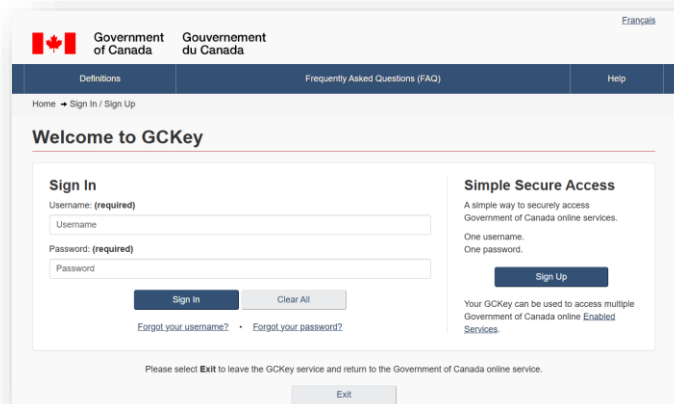 Français
Government of Canada
Gouvernement du Canada
Definitions
Frequently Asked Questions (FAQ)
Help
Home ➔ Sign In / Sign Up
Welcome to GCKey
Sign In
Username: (required)
Username
Password: (required)
Password
Sign In
Clear All
Forgot your username? • Forgot your password?
Simple Secure Access
A simple way to securely access
Government of Canada online services.
One username.
One password.
Sign Up
Your GCKey can be used to access multiple
Government of Canada online Enabled
Services.
Please select Exit to leave the GCKey service and return to the Government of Canada online service.
Exit